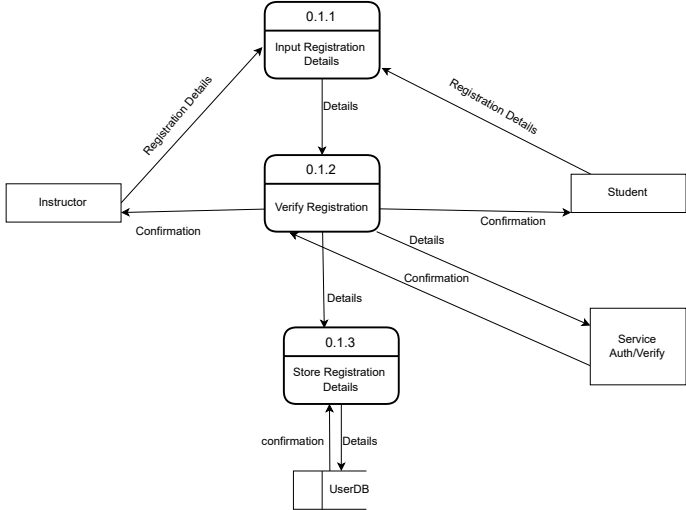 0.1.1
Input Registration
Details
Registration Details
Registration Details
Details
0.1.2
Instructor
Verify Registration
Student
Confirmation
Confirmation
Details
Confirmation
Details
0.1.3
Service
Auth/Verify
Store Registration
Details
confirmation
Details
UserDB